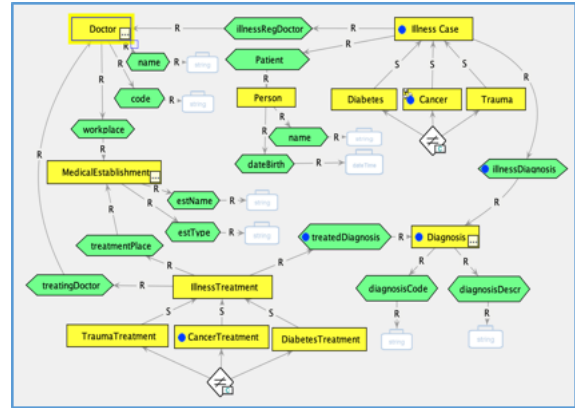 Doctor ...
R
illnessRegDoctor
R
Illness Case
R
name
R
string
Patient
R
R
code
R
string
R
Person
S
S
S
R
Diabetes
Cancer
Trauma
R
R
R
workplace
name
R
string
≠
R
dateBirth
R
dateTime
illnessDiagnosis
MedicalEstablishment ...
R
estName
R
string
R
R
R
estType
R
string
treatmentPlace
treatedDiagnosis
R
Diagnosis ...
R
R
R
R
treatingDoctor
R
IllnessTreatment
diagnosisCode
diagnosisDescr
S
S
S
R
R
TraumaTreatment
CancerTreatment
DiabetesTreatment
string
string
≠